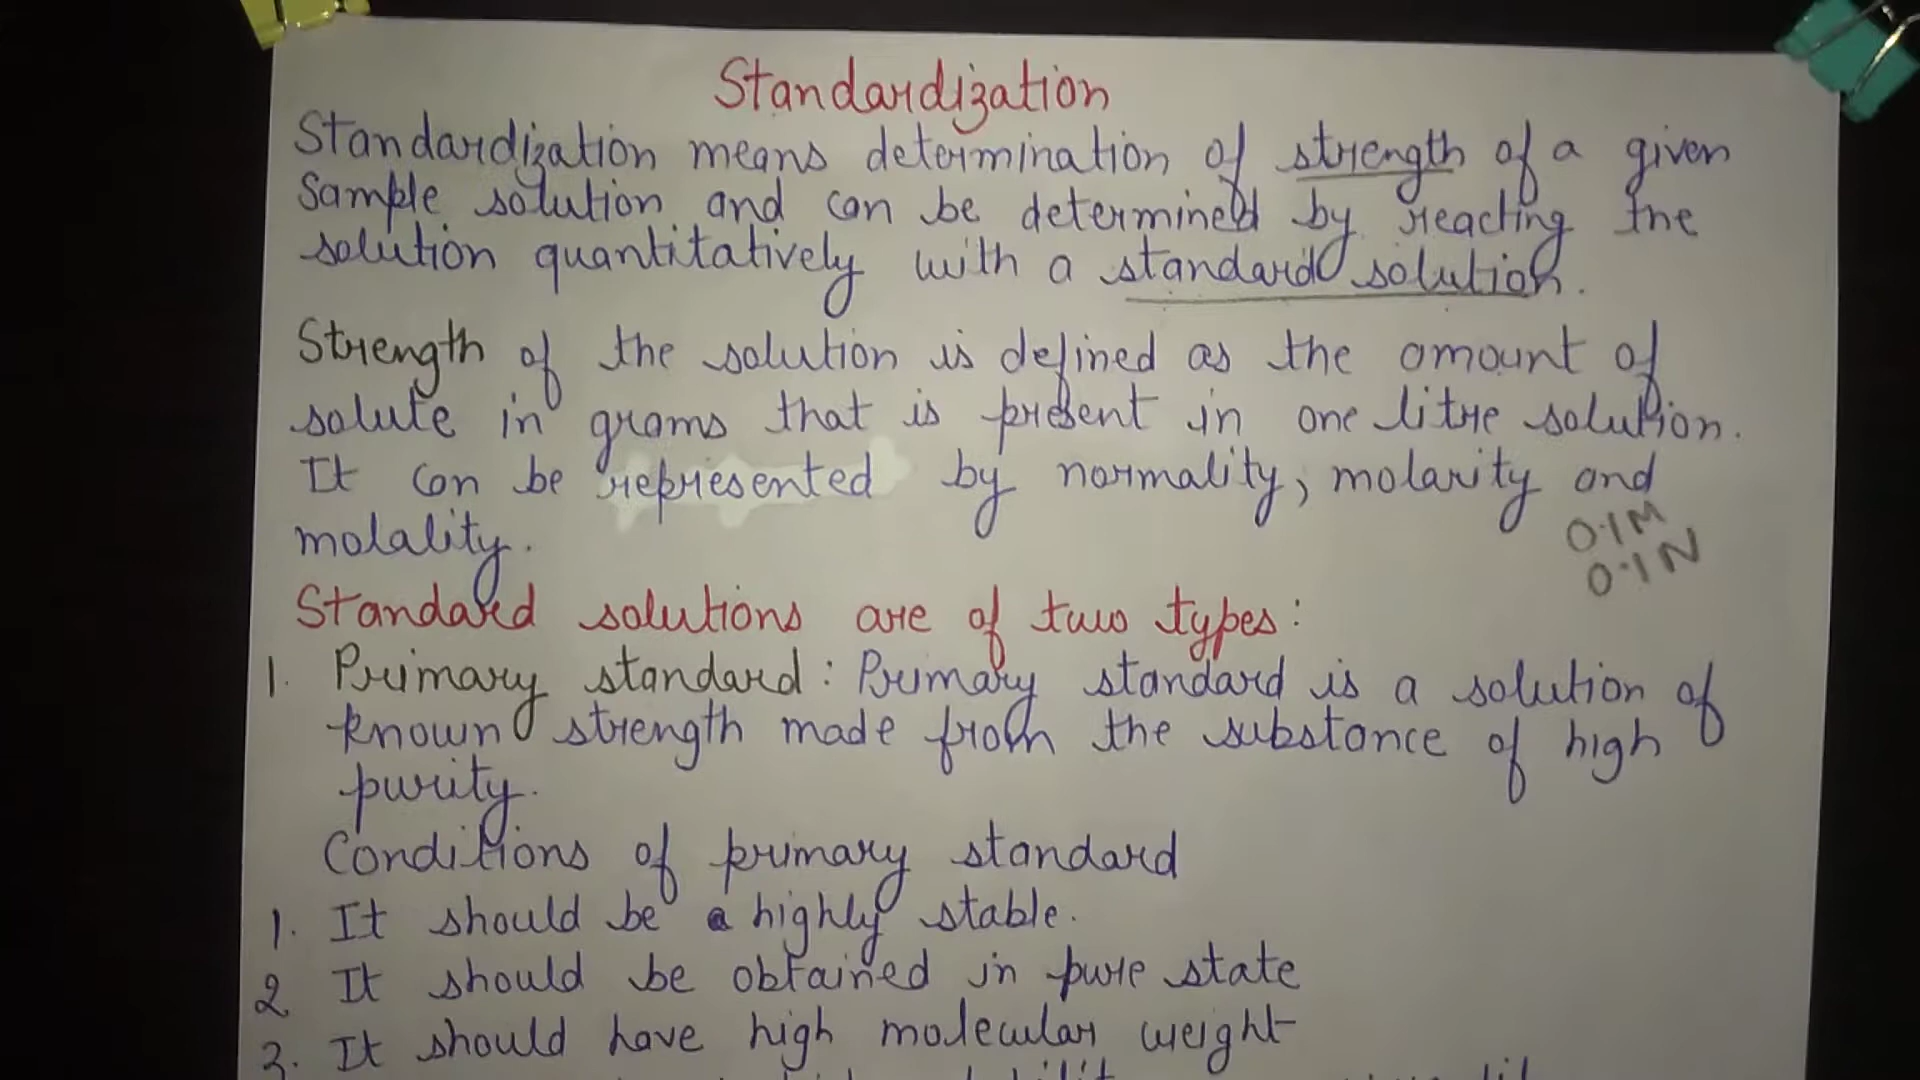 Standardization
Standardization means determination of strength of a given
Sample solution and can be determined by reacting the
solution quantitatively with a standard solution.
Strength of the solution is defined as the amount of
solute in grams that is present in one litre solution.
It can be represented by normality, molarity and
molality.
0.1M
0.1N
Standard solutions are of two types:
1. Primary standard: Primary standard is a solution of
known strength made from the substance of high
purity.
Conditions of primary standard
1. It should be a highly stable.
2. It should be obtained in pure state
3. It should have high molecular weight